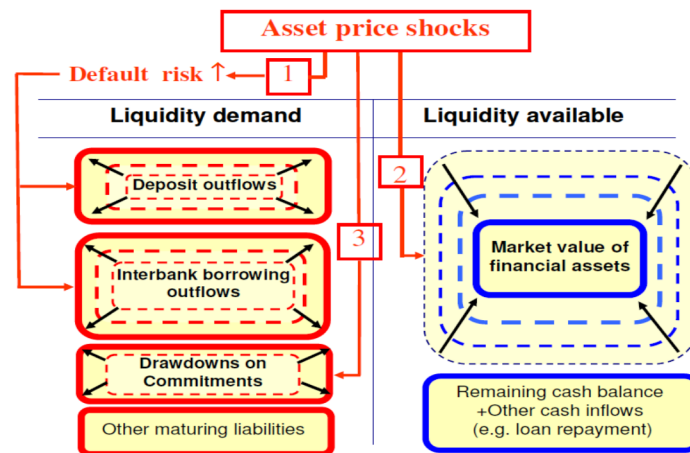 Asset price shocks
Default risk ↑
1
Liquidity demand
Liquidity available
2
Deposit outflows
3
Interbank borrowing
outflows
Market value of
financial assets
Drawdowns on
Commitments
Other maturing liabilities
Remaining cash balance
+Other cash inflows
(e.g. loan repayment)